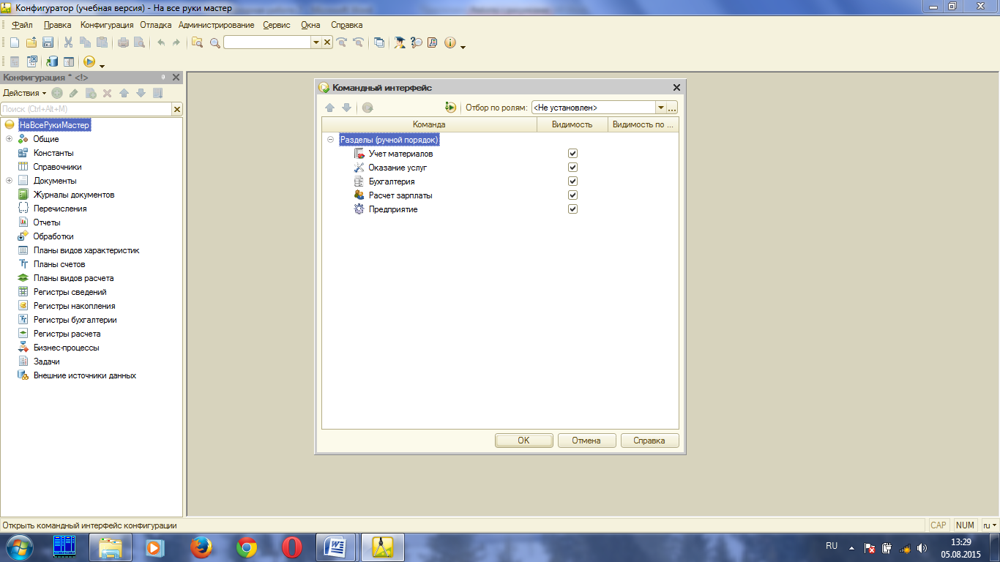 Конфигуратор (учебная версия) - На все руки мастер
Файл Правка Конфигурация Отладка Администрирование Сервис Окна Справка
Конфигурация * <!>
Действия
Поиск (Ctrl+Alt+M)
НаВсеРукиМастер
Общие
Константы
Справочники
Документы
Журналы документов
Перечисления
Отчеты
Обработки
Планы видов характеристик
Планы счетов
Планы видов расчета
Регистры сведений
Регистры накопления
Регистры бухгалтерии
Регистры расчета
Бизнес-процессы
Задачи
Внешние источники данных
Командный интерфейс
Отбор по ролям: <Не установлен>
Команда Видимость Видимость по ...
Разделы (ручной порядок)
Учет материалов
Оказание услуг
Бухгалтерия
Расчет зарплаты
Предприятие
OK Отмена Справка
Открыть командный интерфейс конфигурации
CAP NUM ru
RU 13:29
05.08.2015